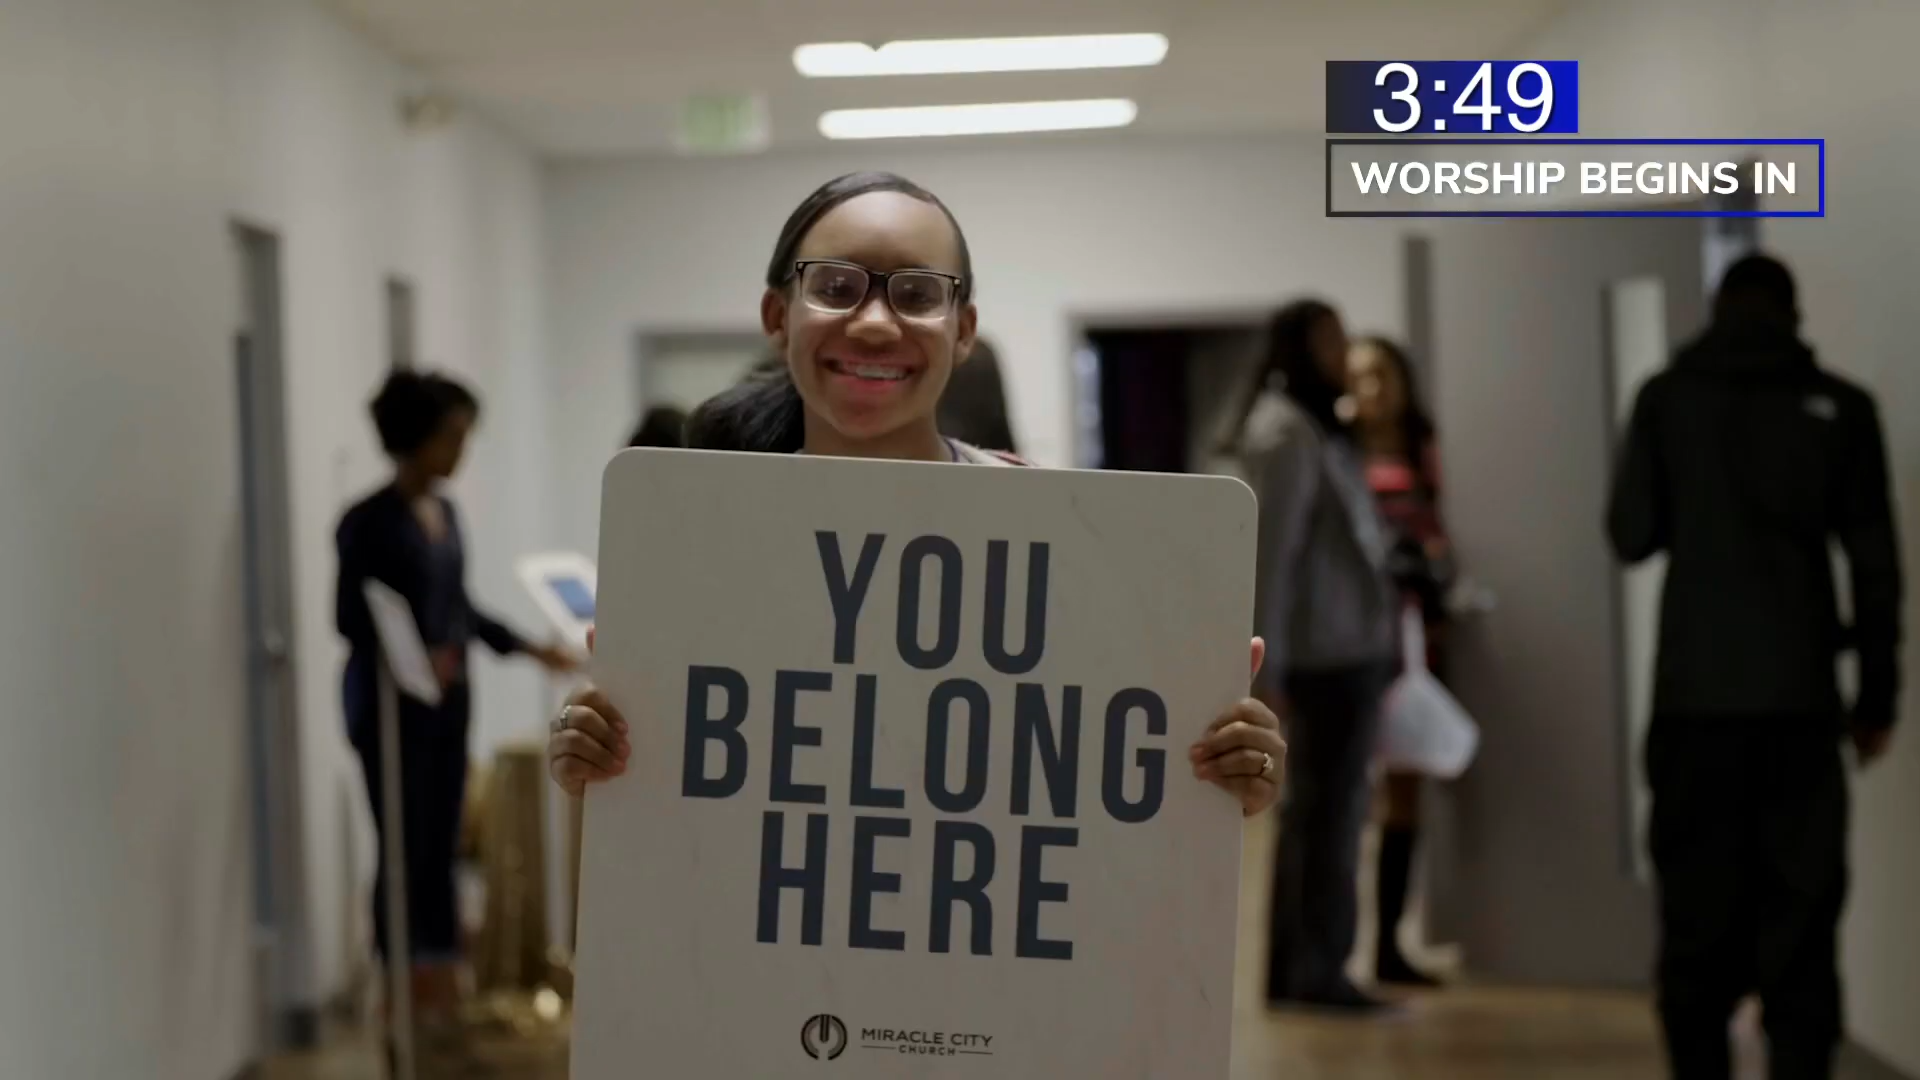 3:49
WORSHIP BEGINS IN
YOU
BELONG
HERE
MIRACLE CITY
CHURCH